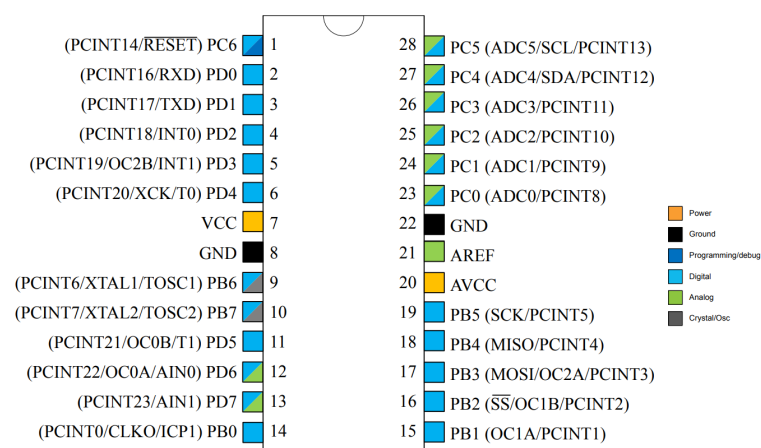 (PCINT14/RESET) PC6 1
(PCINT16/RXD) PD0 2
(PCINT17/TXD) PD1 3
(PCINT18/INT0) PD2 4
(PCINT19/OC2B/INT1) PD3 5
(PCINT20/XCK/T0) PD4 6
VCC 7
GND 8
(PCINT6/XTAL1/TOSC1) PB6 9
(PCINT7/XTAL2/TOSC2) PB7 10
(PCINT21/OC0B/T1) PD5 11
(PCINT22/OC0A/AIN0) PD6 12
(PCINT23/AIN1) PD7 13
(PCINT0/CLKO/ICP1) PB0 14
28 PC5 (ADC5/SCL/PCINT13)
27 PC4 (ADC4/SDA/PCINT12)
26 PC3 (ADC3/PCINT11)
25 PC2 (ADC2/PCINT10)
24 PC1 (ADC1/PCINT9)
23 PC0 (ADC0/PCINT8)
22 GND
21 AREF
20 AVCC
19 PB5 (SCK/PCINT5)
18 PB4 (MISO/PCINT4)
17 PB3 (MOSI/OC2A/PCINT3)
16 PB2 (SS/OC1B/PCINT2)
15 PB1 (OC1A/PCINT1)
Power
Ground
Programming/debug
Digital
Analog
Crystal/Osc